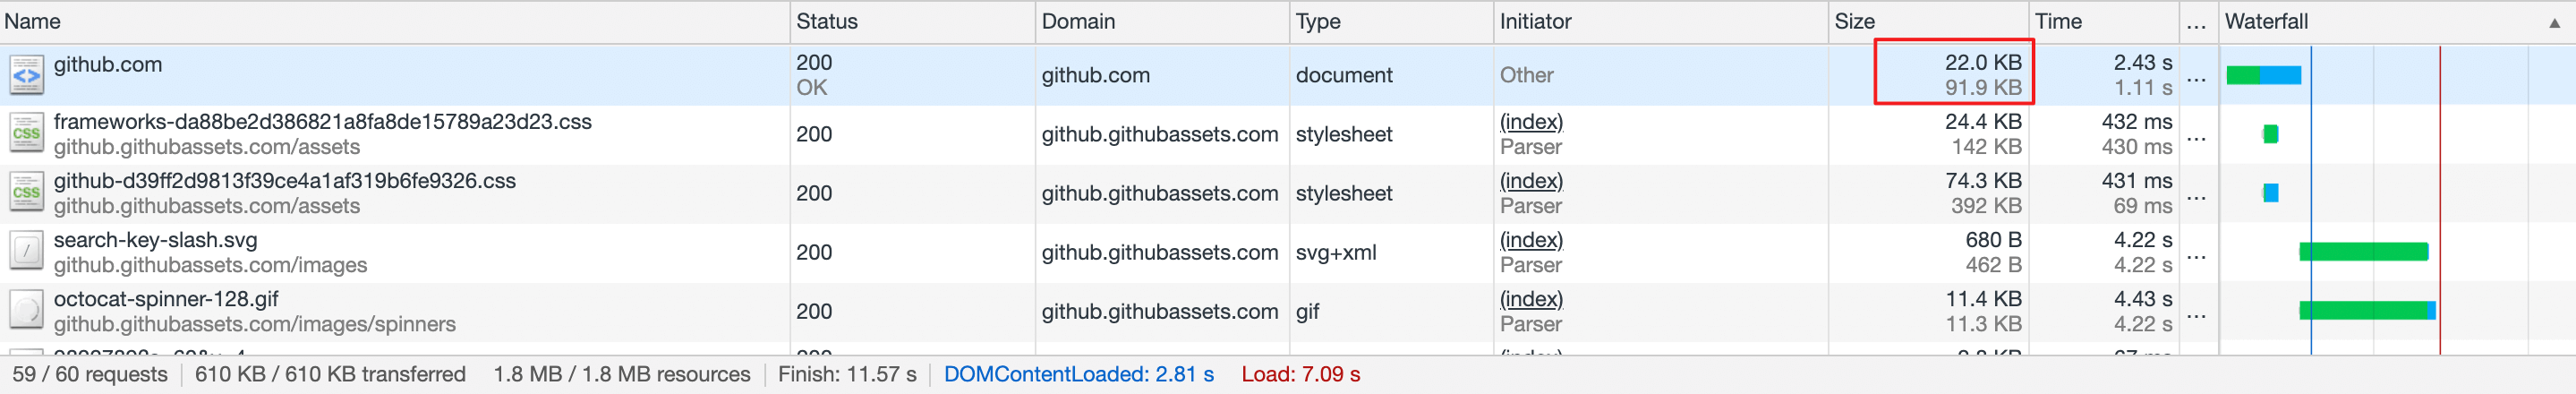 Name Status Domain Type Initiator Size Time ... Waterfall ▲
github.com 200 OK github.com document Other 22.0 KB 91.9 KB 2.43 s 1.11 s ...
frameworks-da88be2d386821a8fa8de15789a23d23.css github.githubassets.com/assets 200 github.githubassets.com stylesheet (index) Parser 24.4 KB 142 KB 432 ms 430 ms ...
github-d39ff2d9813f39ce4a1af319b6fe9326.css github.githubassets.com/assets 200 github.githubassets.com stylesheet (index) Parser 74.3 KB 392 KB 431 ms 69 ms ...
search-key-slash.svg github.githubassets.com/images 200 github.githubassets.com svg+xml (index) Parser 680 B 462 B 4.22 s 4.22 s ...
octocat-spinner-128.gif github.githubassets.com/images/spinners 200 github.githubassets.com gif (index) Parser 11.4 KB 11.3 KB 4.43 s 4.22 s ...
59 / 60 requests 610 KB / 610 KB transferred 1.8 MB / 1.8 MB resources Finish: 11.57 s DOMContentLoaded: 2.81 s Load: 7.09 s